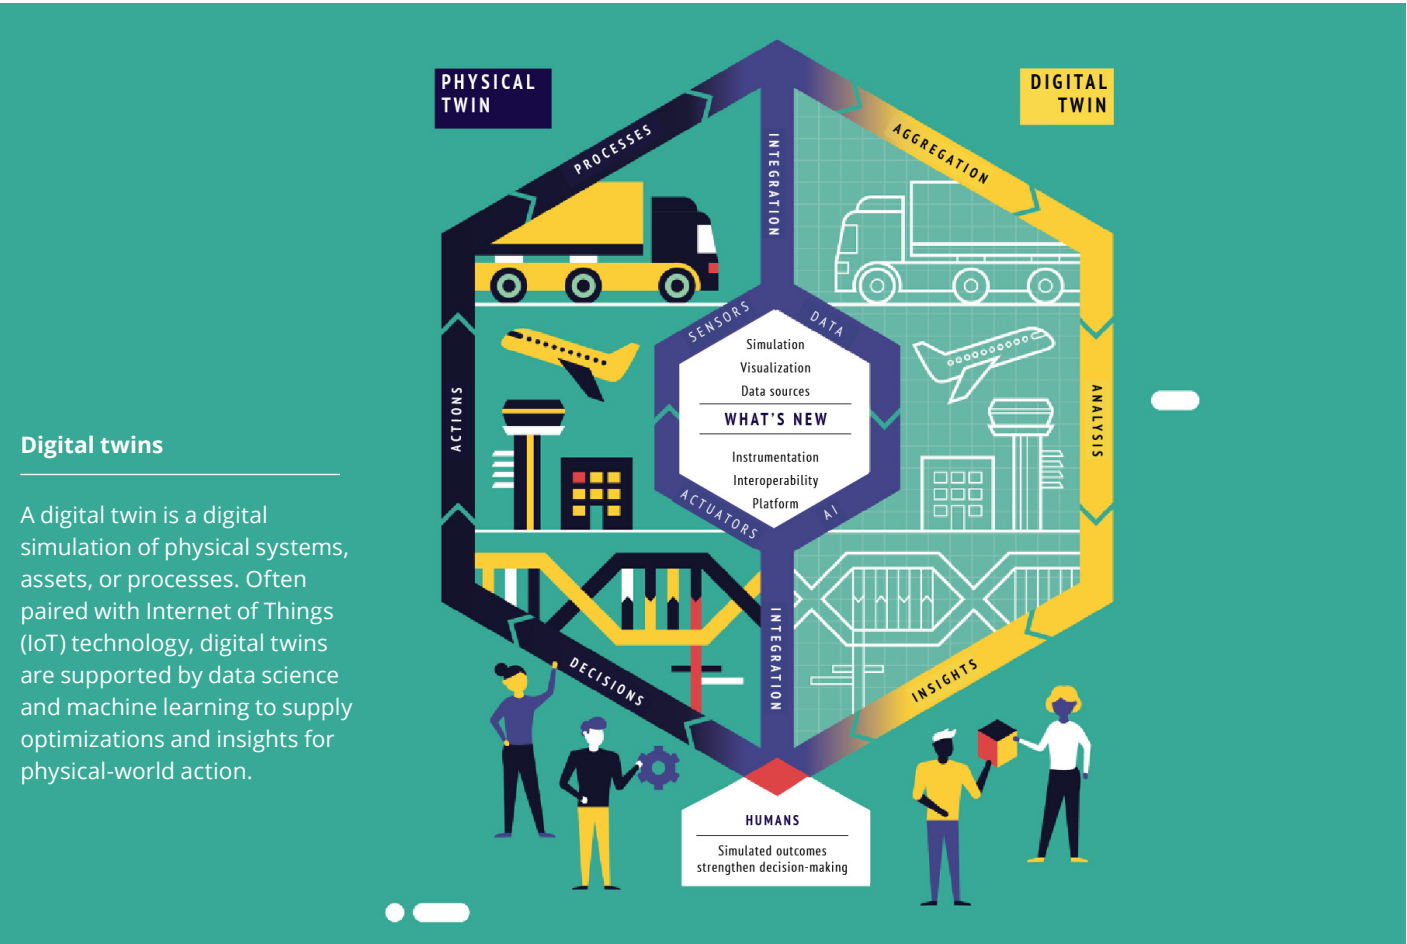 PHYSICAL
TWIN
DIGITAL
TWIN
PROCESSES
INTEGRATION
AGGREGATION
SENSORS
DATA
Simulation
Visualization
Data sources
WHAT'S NEW
Instrumentation
Interoperability
Platform
ACTUATORS
AI
ACTIONS
ANALYSIS
Digital twins
A digital twin is a digital
simulation of physical systems,
assets, or processes. Often
paired with Internet of Things
(IoT) technology, digital twins
are supported by data science
and machine learning to supply
optimizations and insights for
physical-world action.
DECISIONS
INTEGRATION
INSIGHTS
HUMANS
Simulated outcomes
strengthen decision-making